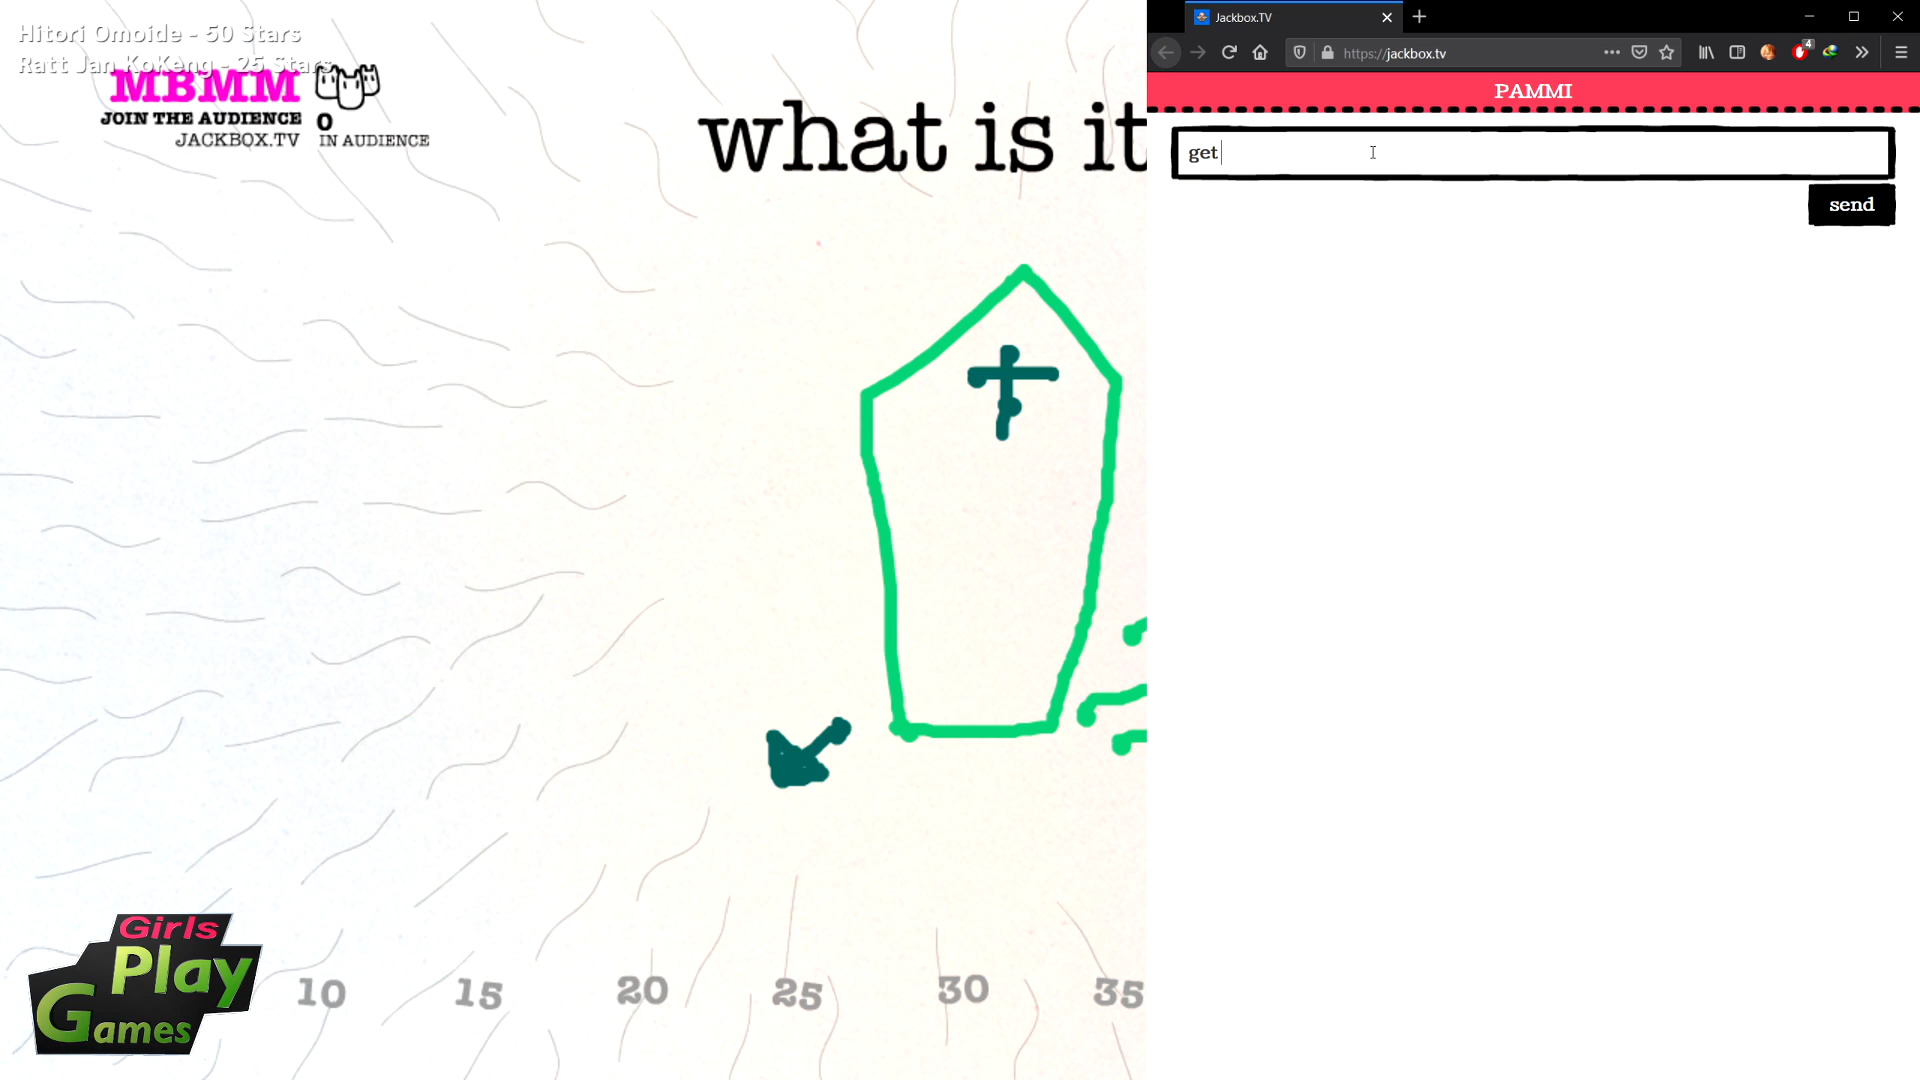 Hitori Omoide - 50 Stars
Ratt Jan KoKeng - 25 Stars
MBMM
JOIN THE AUDIENCE
JACKBOX.TV
0
IN AUDIENCE
what is it
Jackbox.TV
https://jackbox.tv
4
PAMMI
get
send
Girls
Play
Games
10 15 20 25 30 35